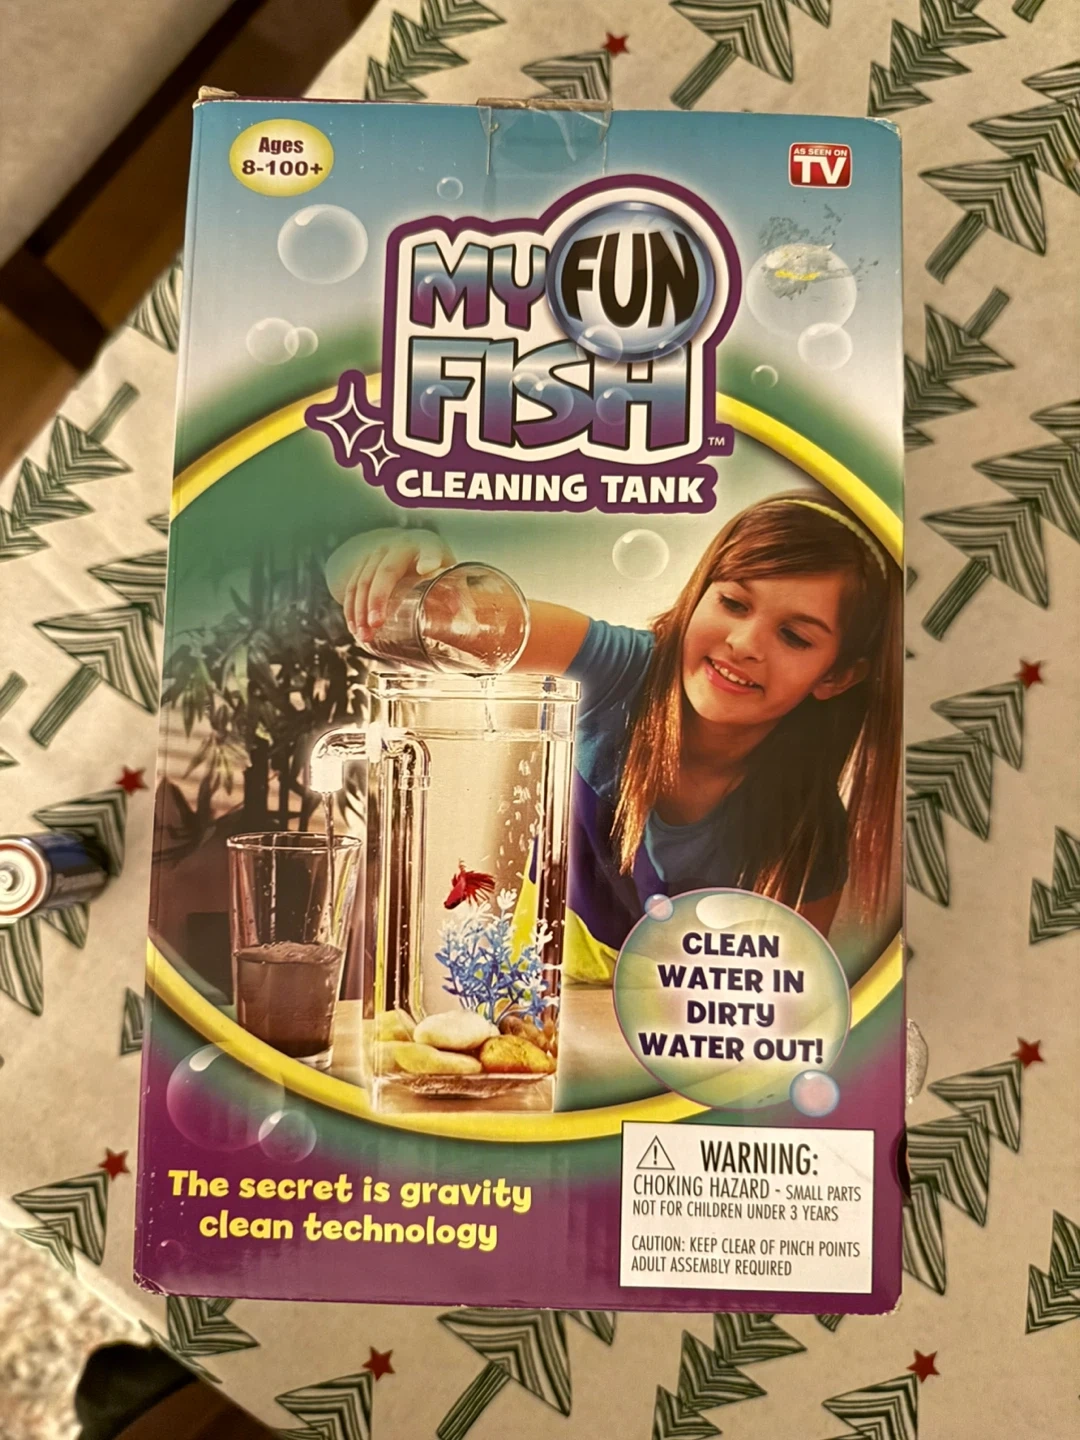 Ages
8-100+
AS SEEN ON
TV
MY FUN
FISH™
CLEANING TANK
CLEAN
WATER IN
DIRTY
WATER OUT!
The secret is gravity
clean technology
WARNING:
CHOKING HAZARD - SMALL PARTS
NOT FOR CHILDREN UNDER 3 YEARS
CAUTION: KEEP CLEAR OF PINCH POINTS
ADULT ASSEMBLY REQUIRED